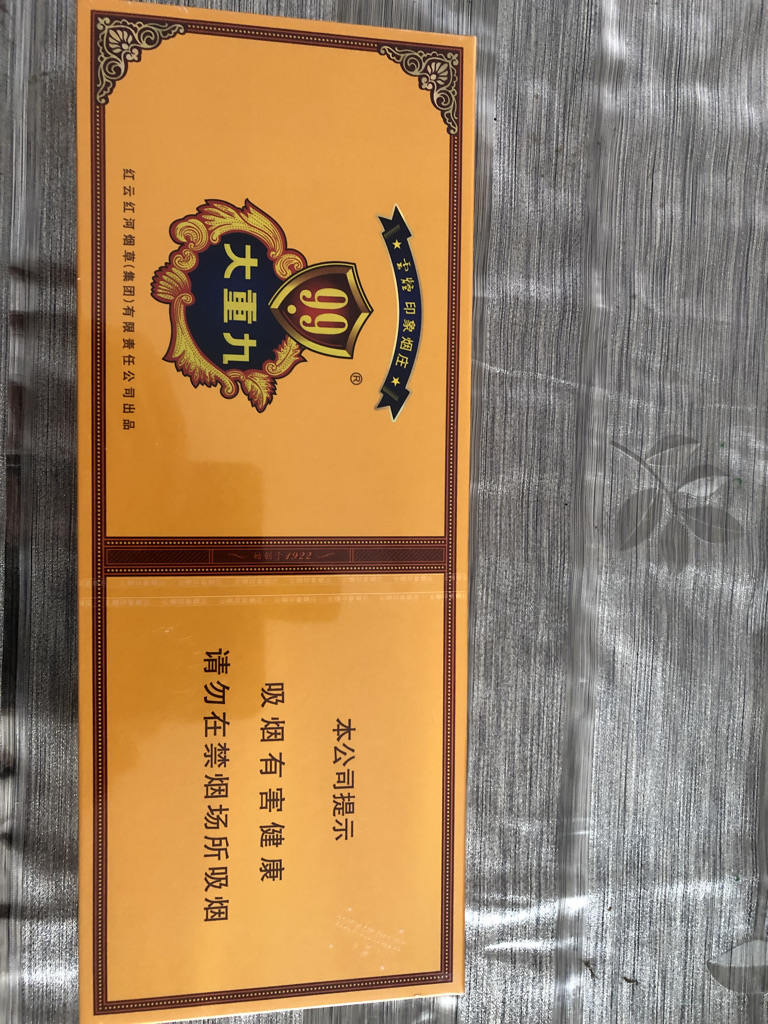 云烟印象烟庄
99
®
大重九
红云红河烟草(集团)有限责任公司出品
创制于1922
本公司提示
吸烟有害健康
请勿在禁烟场所吸烟